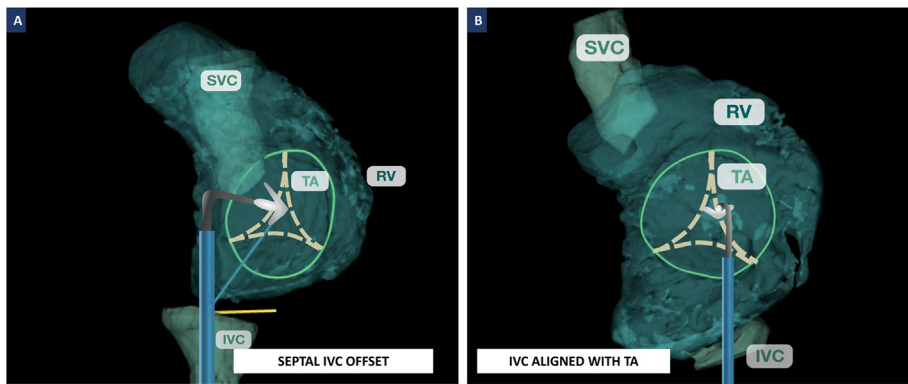 A
SVC
TA
RV
IVC
SEPTAL IVC OFFSET
B
SVC
RV
TA
IVC
IVC ALIGNED WITH TA